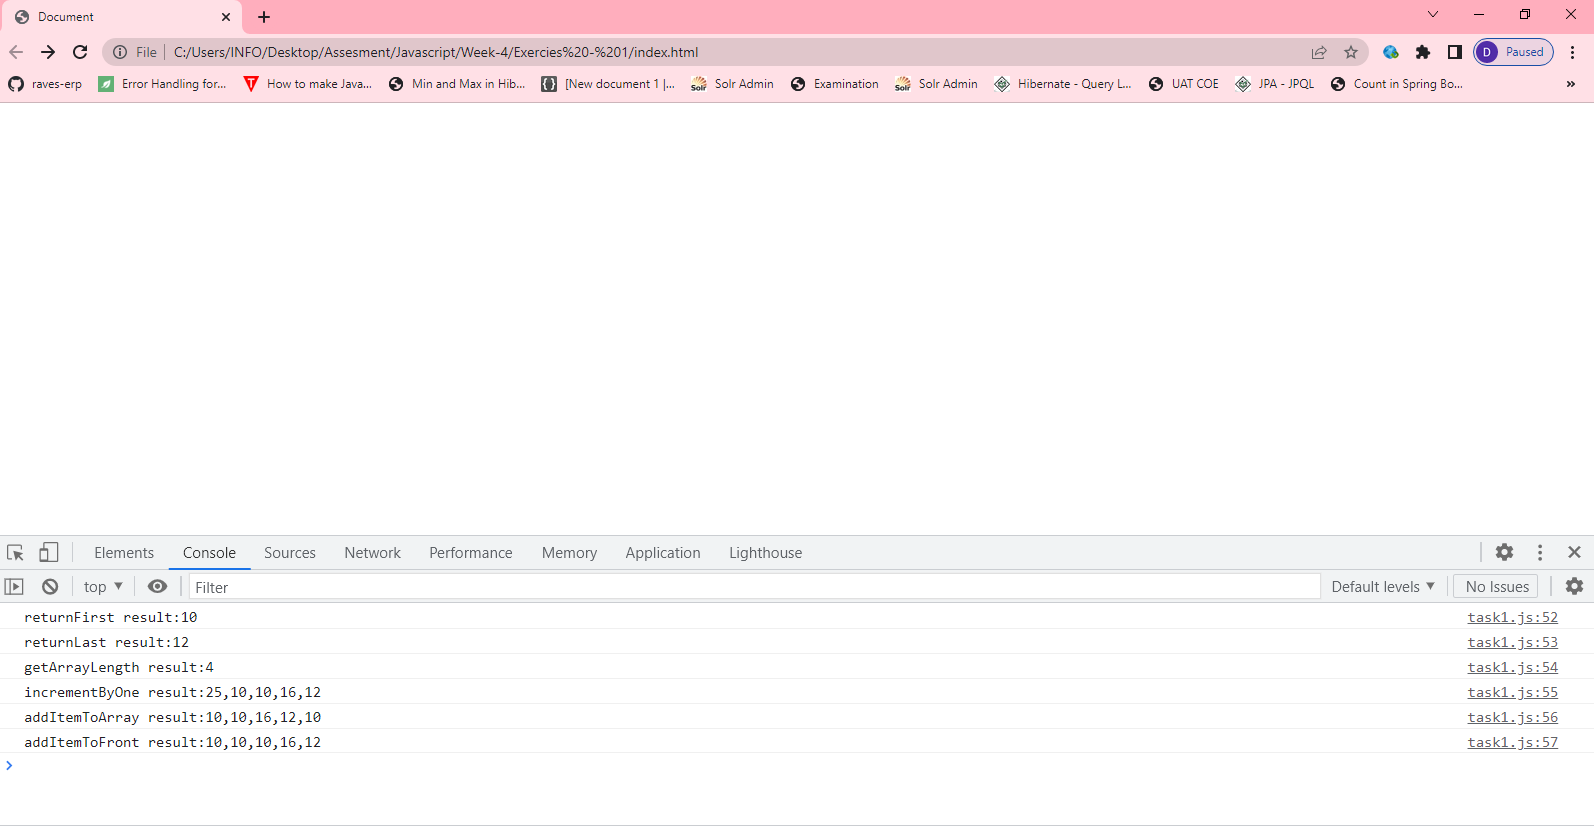 Document
File
C:/Users/INFO/Desktop/Assesment/Javascript/Week-4/Exercies%20-%201/index.html
D Paused
raves-erp Error Handling for... T How to make Java... Min and Max in Hib... [New document 1 |... Solr Solr Admin Examination Solr Solr Admin Hibernate - Query L... UAT COE JPA - JPQL Count in Spring Bo... »
Elements Console Sources Network Performance Memory Application Lighthouse
top Filter Default levels No Issues
returnFirst result:10 task1.js:52
returnLast result:12 task1.js:53
getArrayLength result:4 task1.js:54
incrementByOne result:25,10,10,16,12 task1.js:55
addItemToArray result:10,10,16,12,10 task1.js:56
addItemToFront result:10,10,10,16,12 task1.js:57